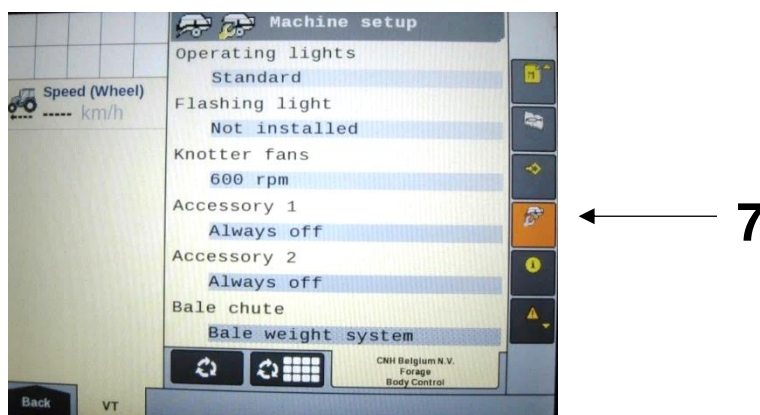 Machine setup
Operating lights
Standard
Speed (Wheel)
----- km/h
Flashing light
Not installed
Knotter fans
600 rpm
Accessory 1
Always off
7
Accessory 2
Always off
Bale chute
Bale weight system
CNH Belgium N.V.
Forage
Body Control
Back
VT